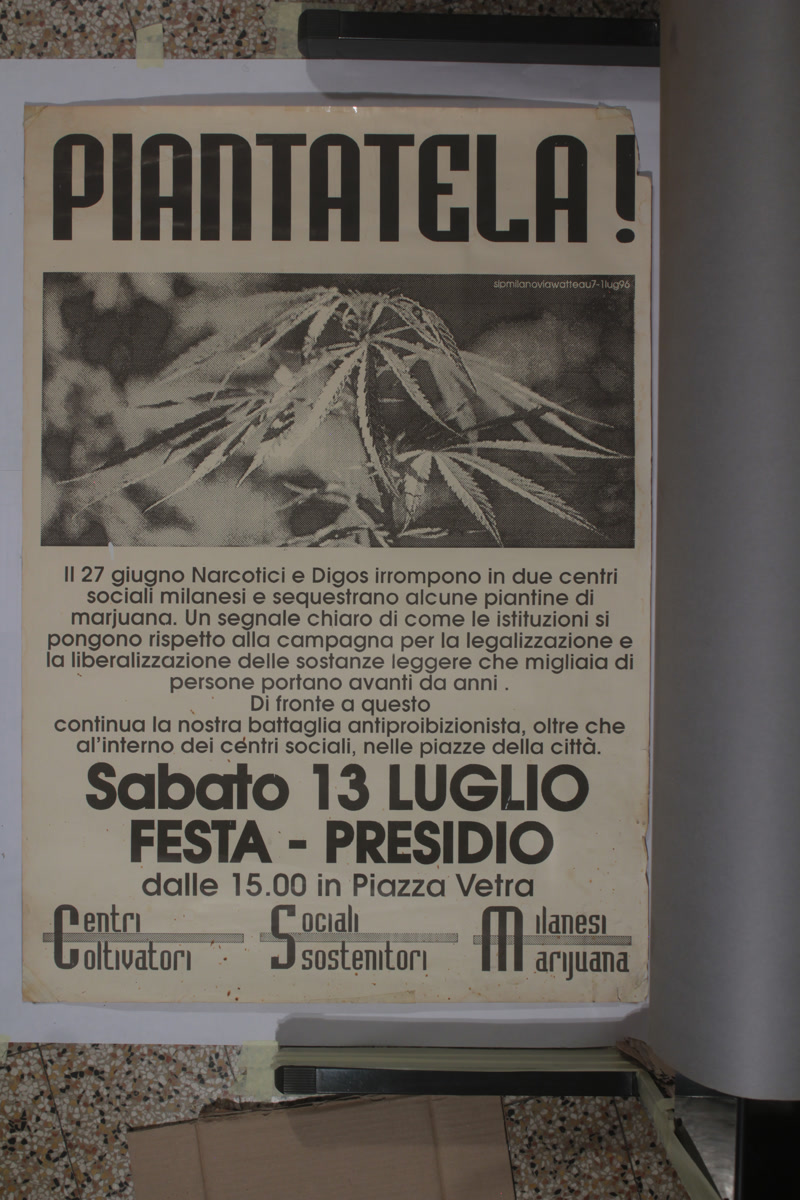 PIANTATELA!
sipmilanoviawatteau7-1lug96
Il 27 giugno Narcotici e Digos irrompono in due centri
sociali milanesi e sequestrano alcune piantine di
marjuana. Un segnale chiaro di come le istituzioni si
pongono rispetto alla campagna per la legalizzazione e
la liberalizzazione delle sostanze leggere che migliaia di
persone portano avanti da anni .
Di fronte a questo
continua la nostra battaglia antiproibizionista, oltre che
al'interno dei centri sociali, nelle piazze della città.
Sabato 13 LUGLIO
FESTA - PRESIDIO
dalle 15.00 in Piazza Vetra
Centri Sociali Milanesi
Coltivatori Ssostenitori Marijuana